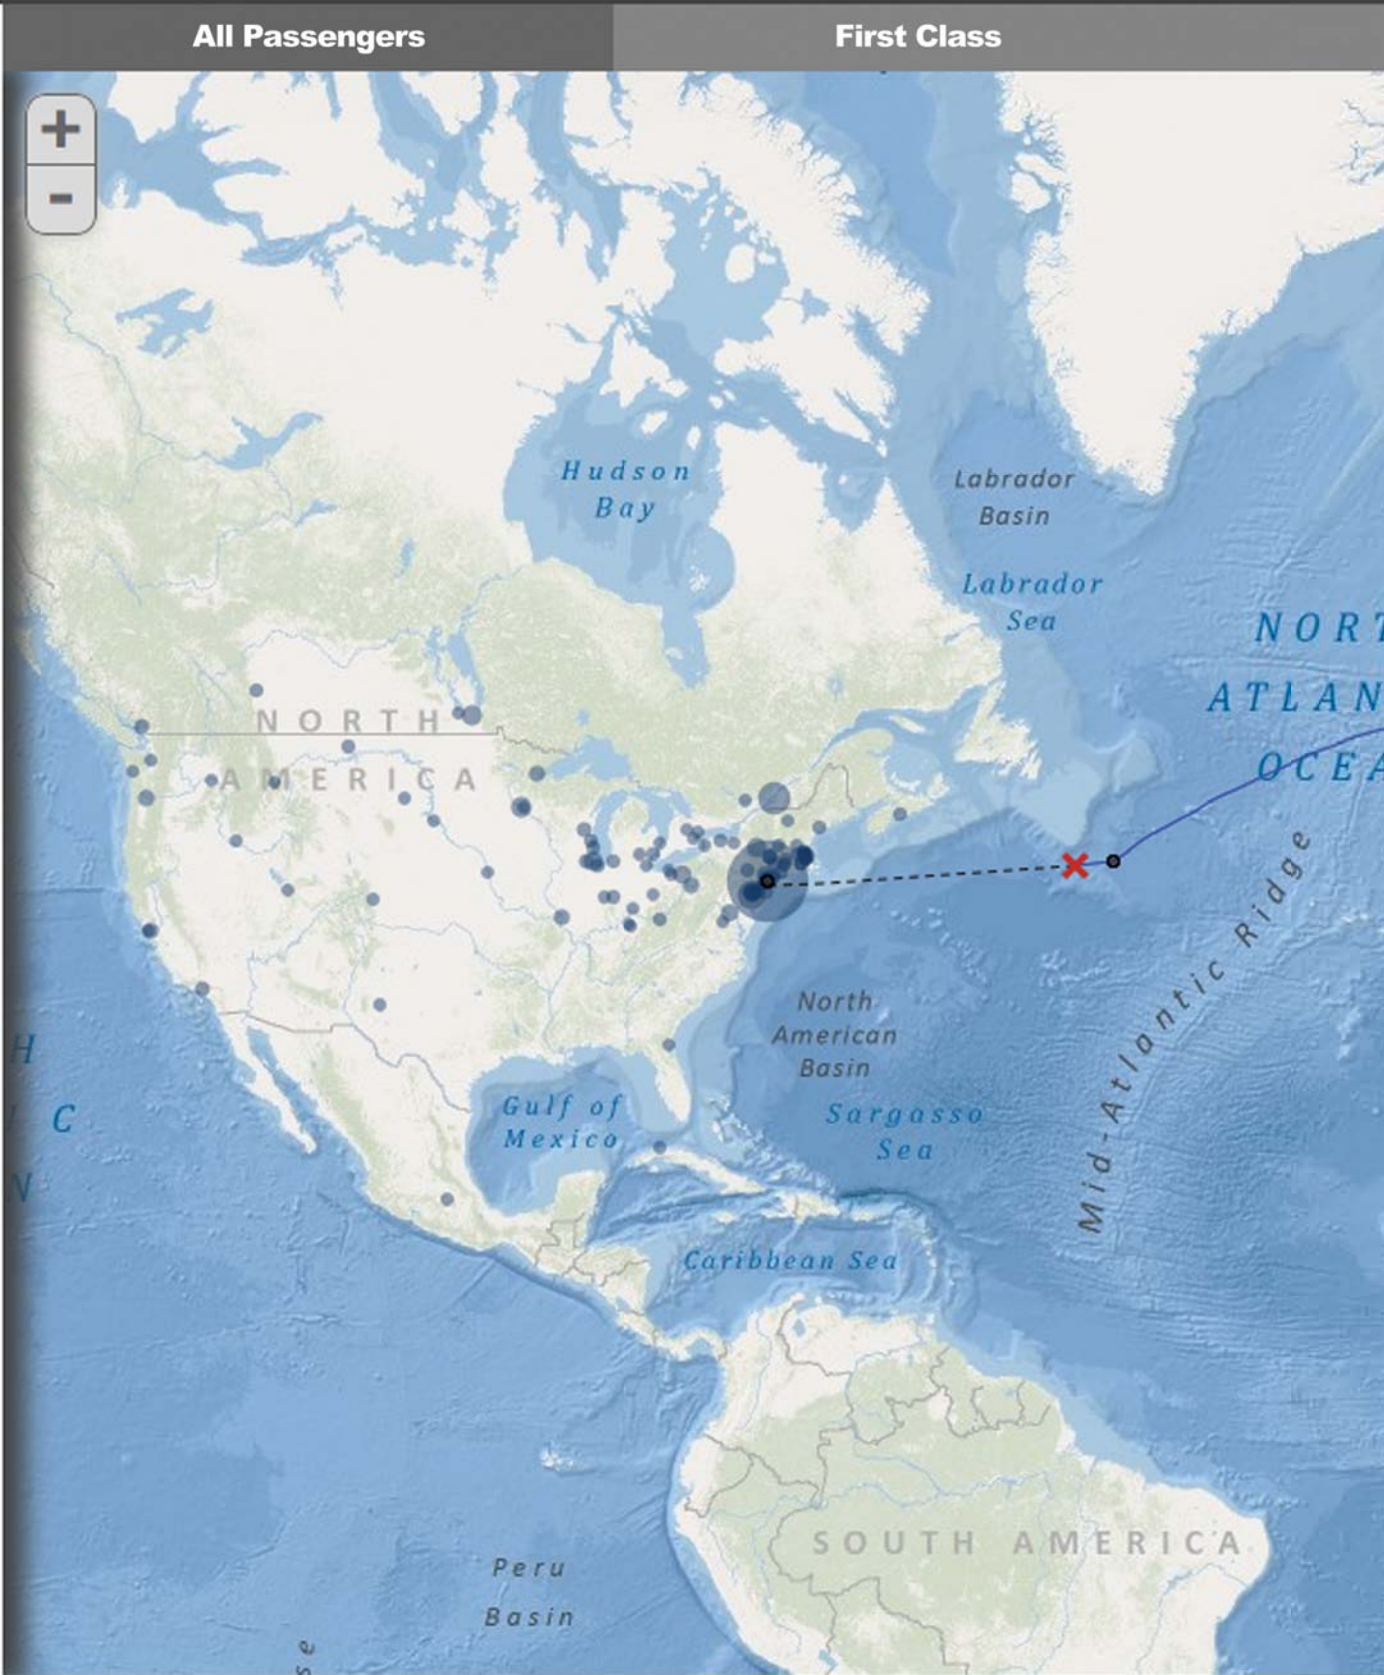 All Passengers
First Class
+
-
Hudson
Bay
Labrador
Basin
Labrador
Sea
NORT
ATLAN
OCEA
NORTH
AMERICA
Mid-Atlantic Ridge
North
American
Basin
H
C
N
Gulf of
Mexico
Sargasso
Sea
Caribbean Sea
SOUTH AMERICA
Peru
Basin
se